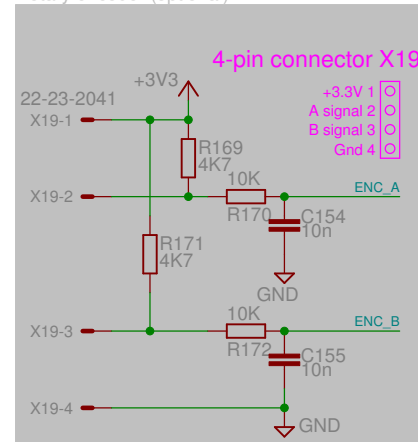 4-pin connector X19
+3V3
+3.3V 1
22-23-2041
A signal 2
X19-1
B signal 3
R169
Gnd 4
4K7
10K
ENC_A
X19-2
R170
C154
10n
R171
4K7
GND
10K
ENC_B
X19-3
R172
C155
10n
X19-4
GND